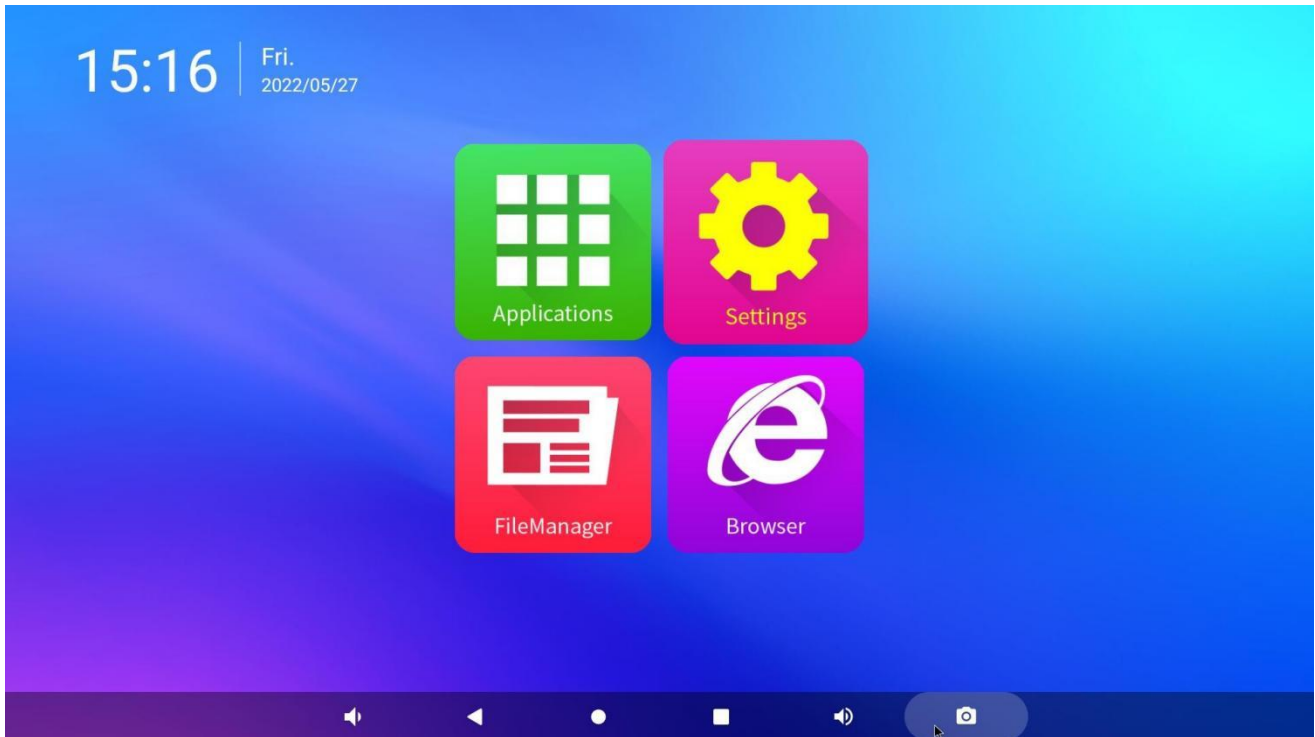 15:16
Fri.
2022/05/27
Applications
Settings
FileManager
Browser